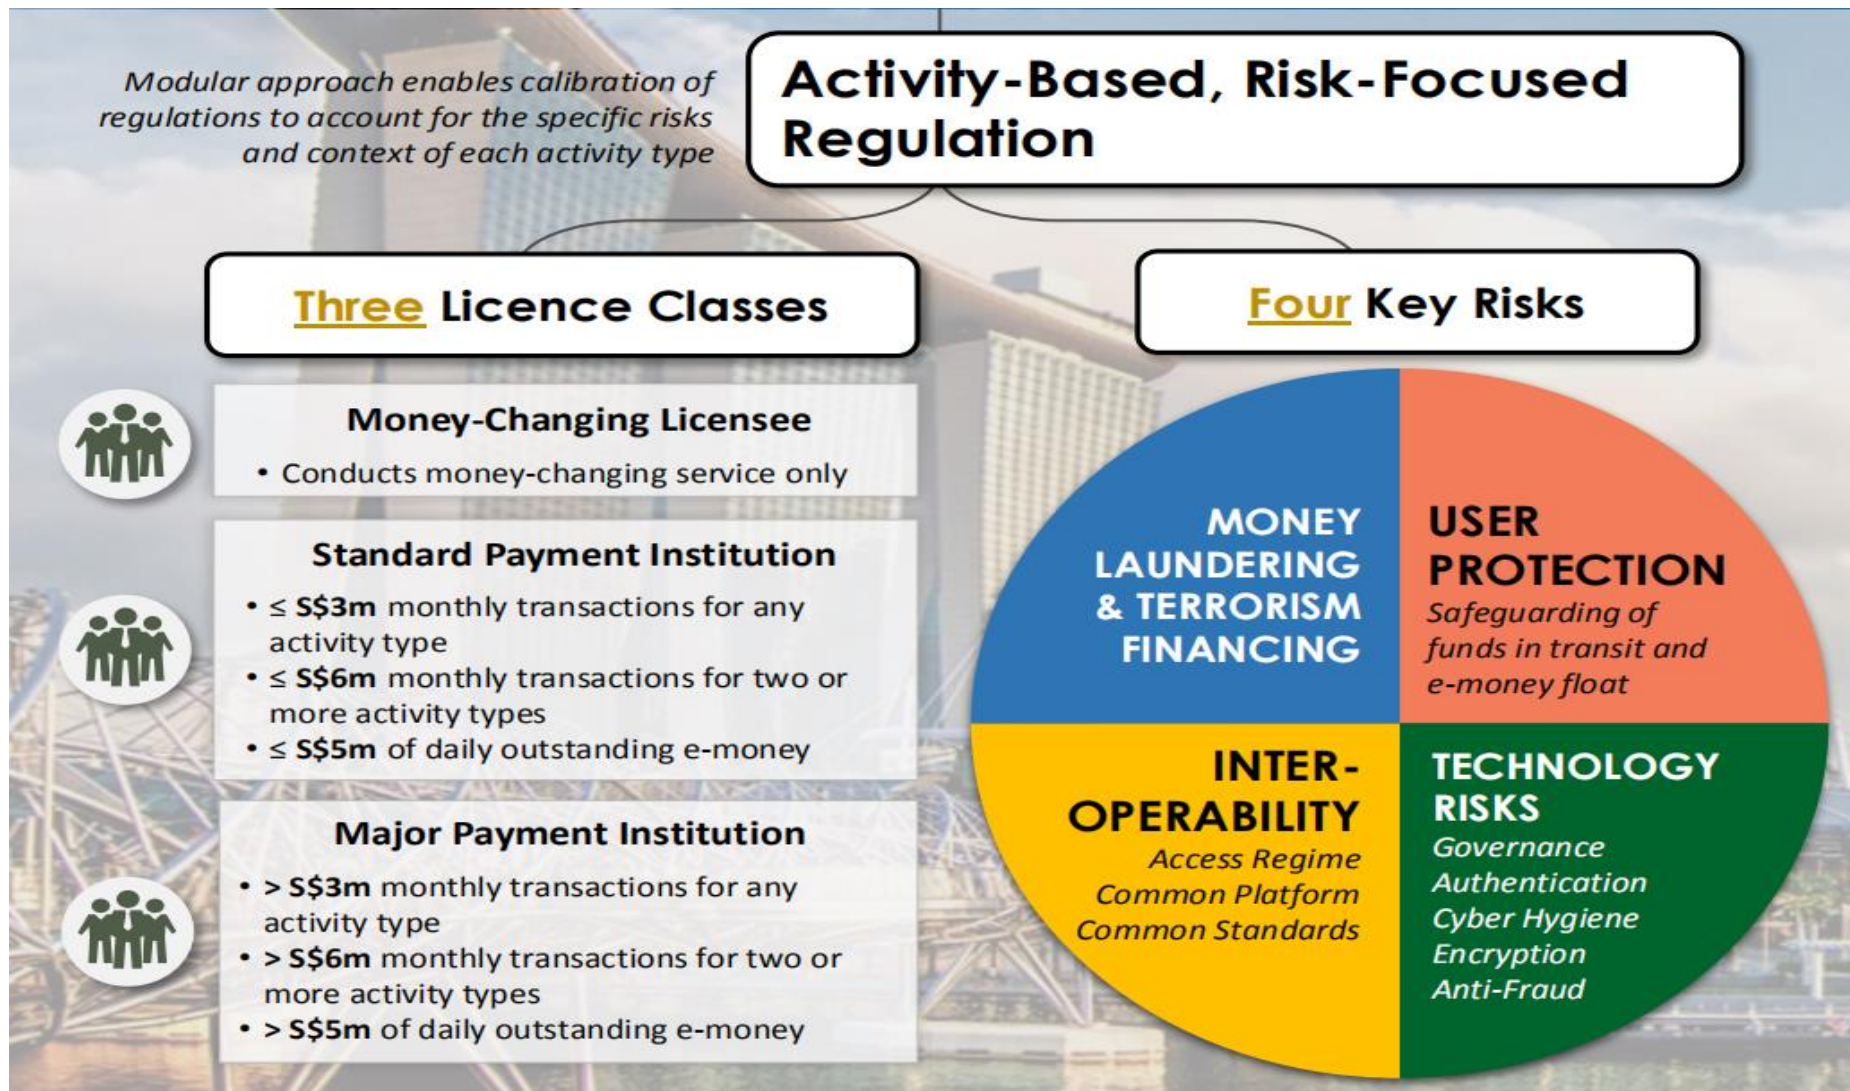 Modular approach enables calibration of
regulations to account for the specific risks
and context of each activity type
Activity-Based, Risk-Focused
Regulation
Three Licence Classes
Money-Changing Licensee
• Conducts money-changing service only
Standard Payment Institution
• ≤ S$3m monthly transactions for any
activity type
• ≤ S$6m monthly transactions for two or
more activity types
• ≤ S$5m of daily outstanding e-money
Major Payment Institution
• > S$3m monthly transactions for any
activity type
• > S$6m monthly transactions for two or
more activity types
• > S$5m of daily outstanding e-money
Four Key Risks
MONEY
LAUNDERING
& TERRORISM
FINANCING
USER
PROTECTION
Safeguarding of
funds in transit and
e-money float
INTER-
OPERABILITY
Access Regime
Common Platform
Common Standards
TECHNOLOGY
RISKS
Governance
Authentication
Cyber Hygiene
Encryption
Anti-Fraud